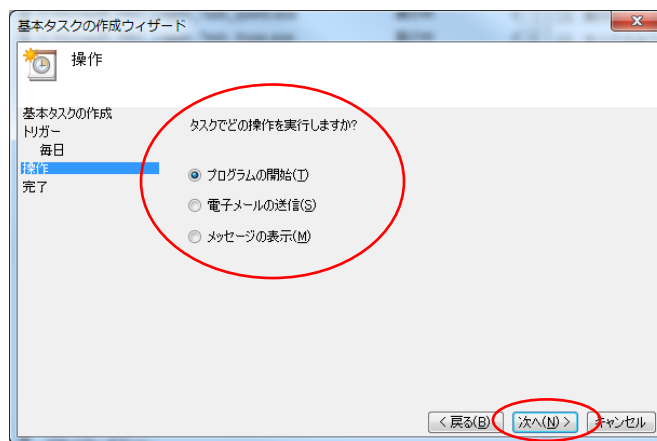 基本タスクの作成ウィザード
操作
基本タスクの作成
トリガー
毎日
操作
完了
タスクでどの操作を実行しますか?
プログラムの開始(T)
電子メールの送信(S)
メッセージの表示(M)
< 戻る(B)
次へ(N) >
キャンセル